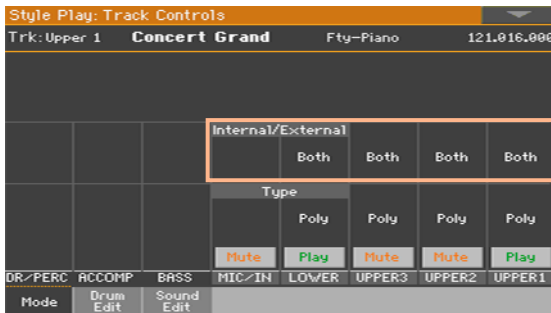 Style Play: Track Controls
Trk:Upper 1 Concert Grand Fty-Piano 121.016.000
Internal/External
Both Both Both Both
Type
Poly Poly Poly Poly
Mute Play Mute Mute Play
DR/PERC ACCOMP BASS MIC/IN LOWER UPPER3 UPPER2 UPPER1
Mode Drum Edit Sound Edit